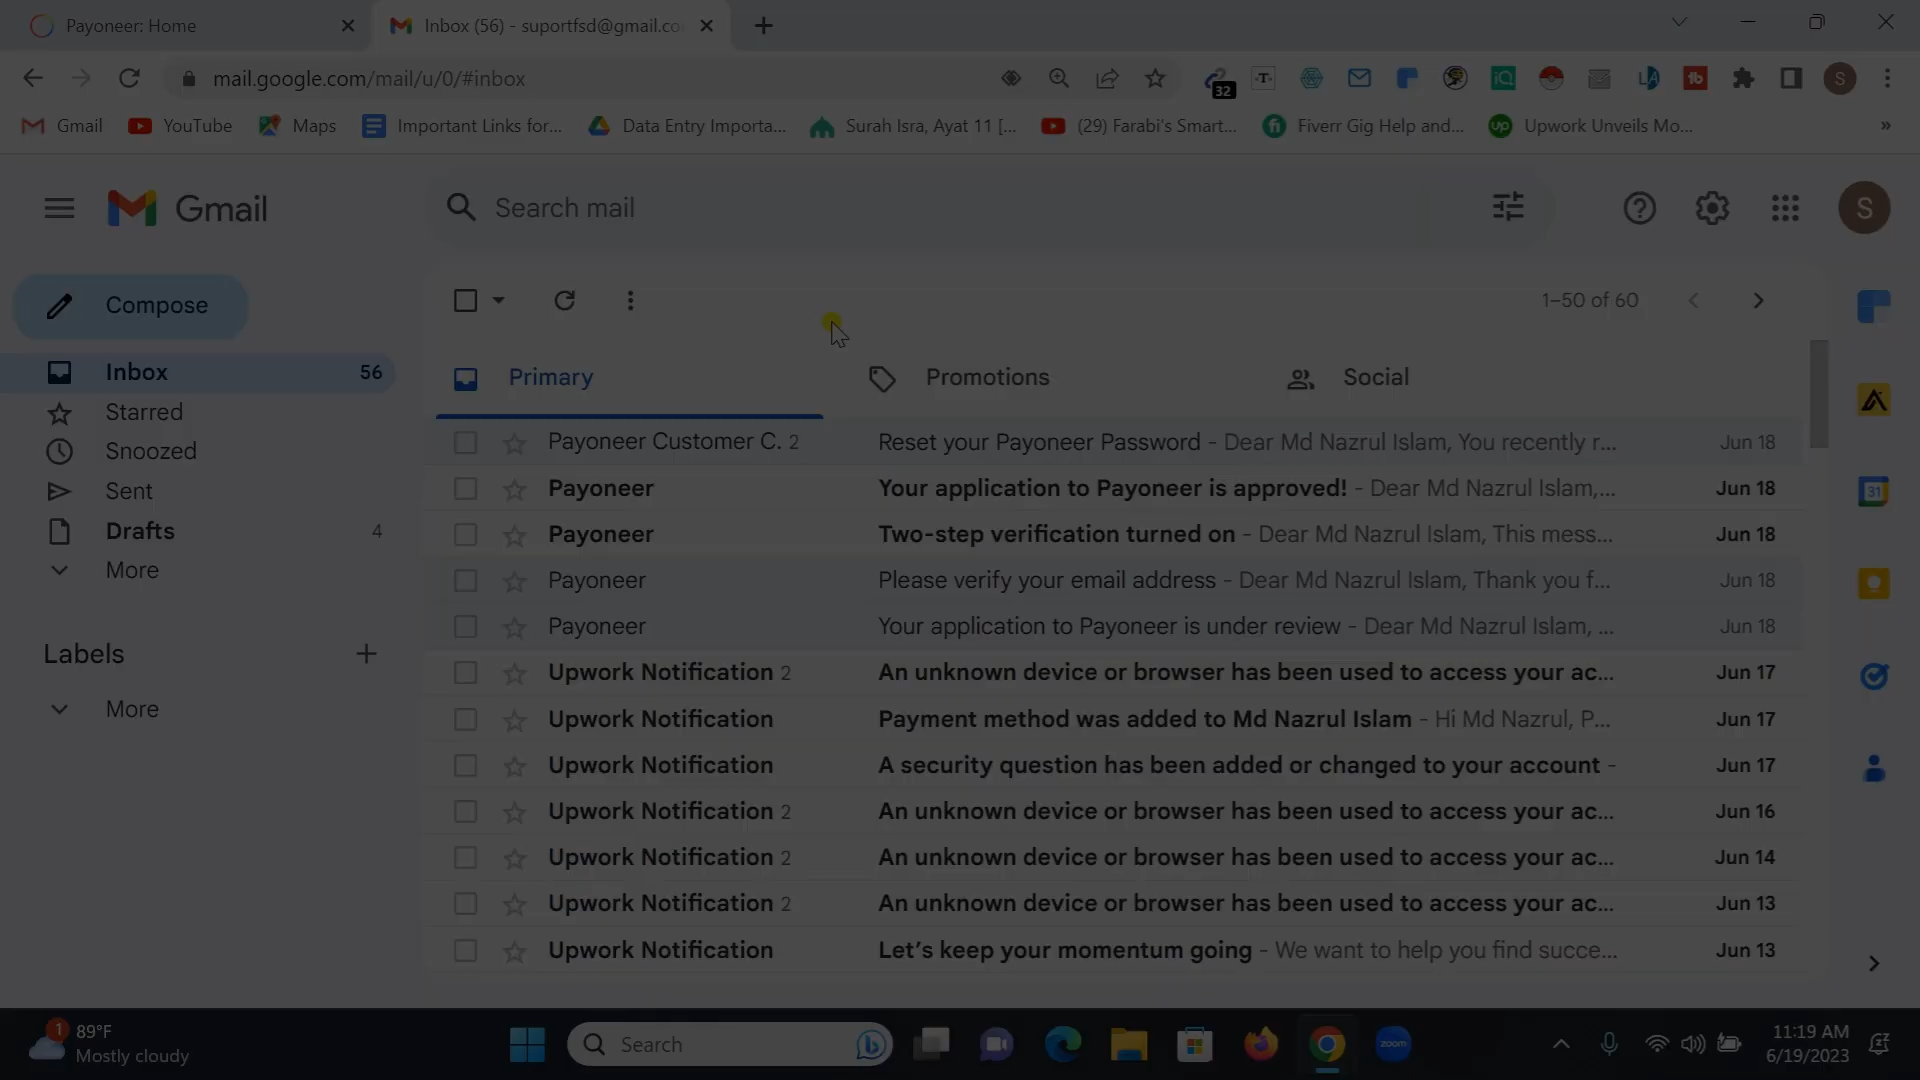 Payoneer: Home
Inbox (56) - suportfsd@gmail.co
mail.google.com/mail/u/0/#inbox
32
Gmail
YouTube
Maps
Important Links for...
Data Entry Importa...
Surah Isra, Ayat 11 [...
(29) Farabi's Smart...
Fiverr Gig Help and...
Upwork Unveils Mo...
»
Gmail
Search mail
S
Compose
1–50 of 60
Inbox 56
Starred
Snoozed
Sent
Drafts 4
More
Labels
More
Primary
Promotions
Social
Payoneer Customer C. 2 Reset your Payoneer Password - Dear Md Nazrul Islam, You recently r... Jun 18
Payoneer Your application to Payoneer is approved! - Dear Md Nazrul Islam,... Jun 18
Payoneer Two-step verification turned on - Dear Md Nazrul Islam, This mess... Jun 18
Payoneer Please verify your email address - Dear Md Nazrul Islam, Thank you f... Jun 18
Payoneer Your application to Payoneer is under review - Dear Md Nazrul Islam, ... Jun 18
Upwork Notification 2 An unknown device or browser has been used to access your ac... Jun 17
Upwork Notification Payment method was added to Md Nazrul Islam - Hi Md Nazrul, P... Jun 17
Upwork Notification A security question has been added or changed to your account - Jun 17
Upwork Notification 2 An unknown device or browser has been used to access your ac... Jun 16
Upwork Notification 2 An unknown device or browser has been used to access your ac... Jun 14
Upwork Notification 2 An unknown device or browser has been used to access your ac... Jun 13
Upwork Notification Let's keep your momentum going - We want to help you find succe... Jun 13
1
89°F
Mostly cloudy
Search
zoom
11:19 AM
6/19/2023